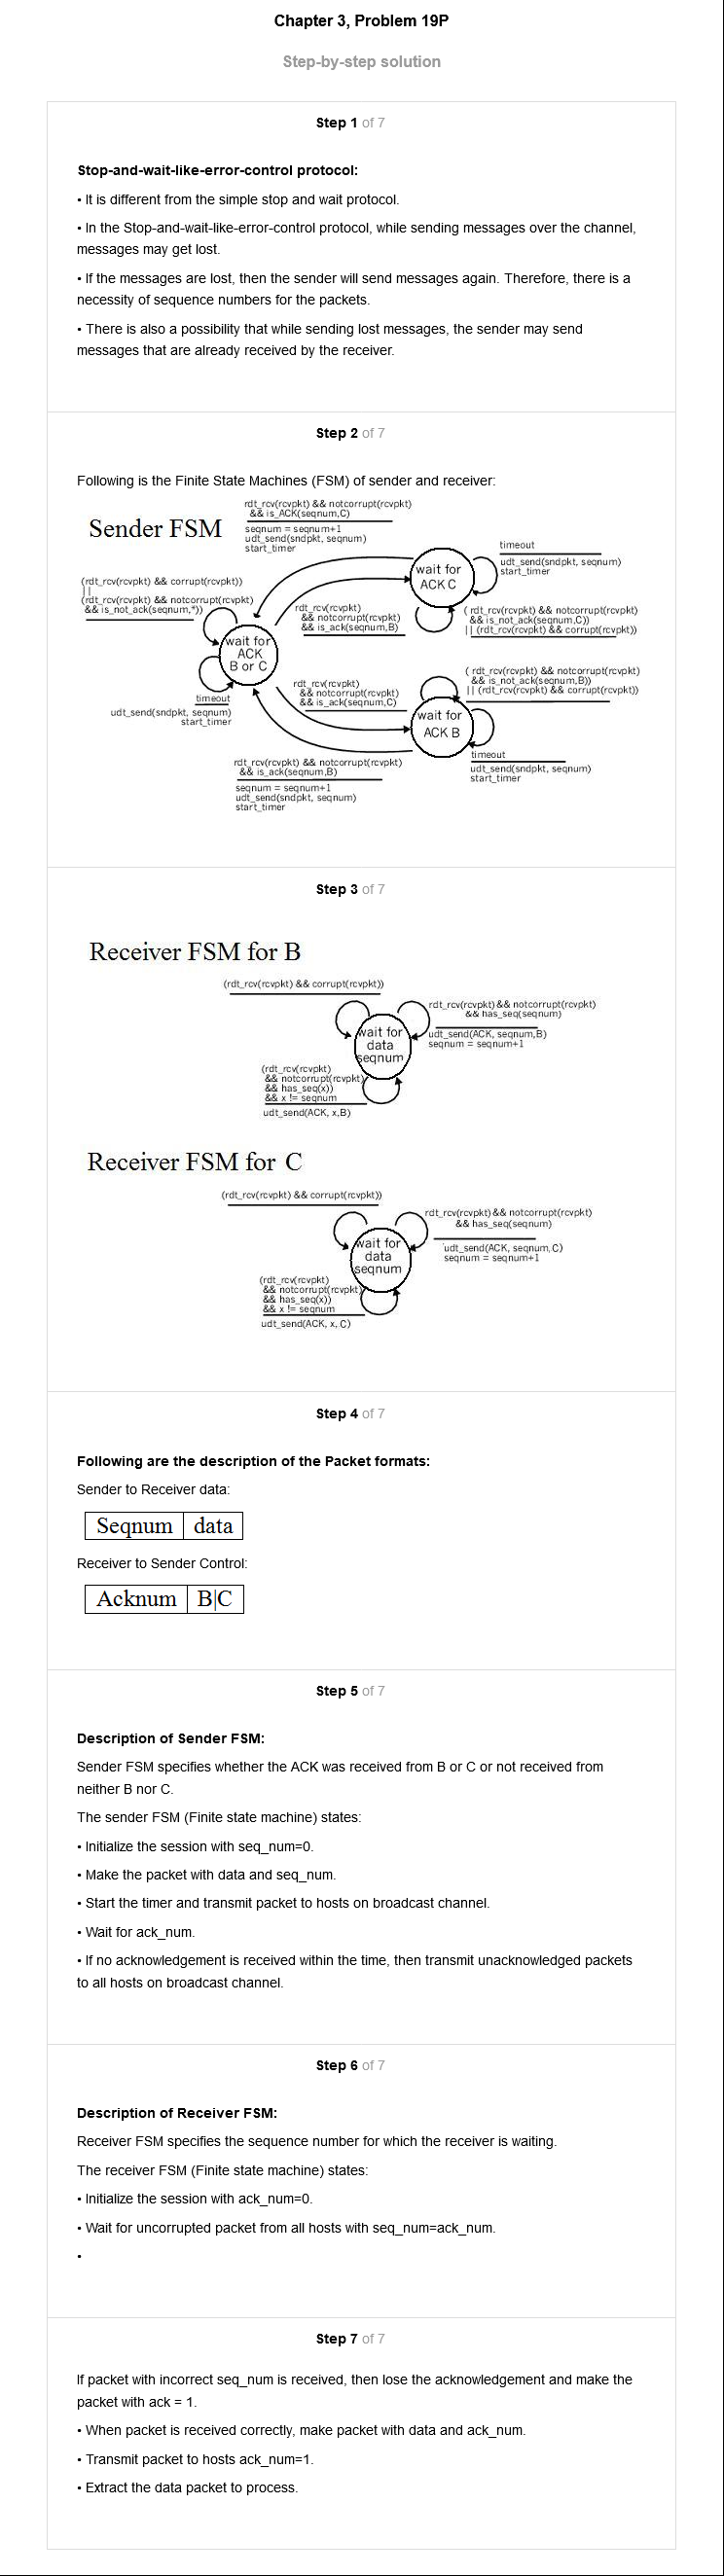 Chapter 3, Problem 19P
Step-by-step solution
Step 1 of 7
Stop-and-wait-like-error-control protocol:
• It is different from the simple stop and wait protocol.
• In the Stop-and-wait-like-error-control protocol, while sending messages over the channel,
messages may get lost.
• If the messages are lost, then the sender will send messages again. Therefore, there is a
necessity of sequence numbers for the packets.
• There is also a possibility that while sending lost messages, the sender may send
messages that are already received by the receiver.
Step 2 of 7
Following is the Finite State Machines (FSM) of sender and receiver:
Sender FSM
rdt_rcv(rcvpkt) && notcorrupt(rcvpkt)
&& is_ACK(seqnum,C)
seqnum = seqnum+1
udt_send(sndpkt, seqnum)
start_timer
timeout
udt_send(sndpkt, seqnum)
start_timer
wait for
ACK C
(rdt_rcv(rcvpkt) && corrupt(rcvpkt))
||
(rdt_rcv(rcvpkt) && notcorrupt(rcvpkt)
&& is_not_ack(seqnum,*))
rdt_rcv(rcvpkt)
&& notcorrupt(rcvpkt)
&& is_ack(seqnum,B)
( rdt_rcv(rcvpkt) && notcorrupt(rcvpkt)
&& is_not_ack(seqnum,C))
|| (rdt_rcv(rcvpkt) && corrupt(rcvpkt))
wait for
ACK
B or C
rdt_rcv(rcvpkt)
&& notcorrupt(rcvpkt)
&& is_ack(seqnum,C)
( rdt_rcv(rcvpkt) && notcorrupt(rcvpkt)
&& is_not_ack(seqnum,B))
|| (rdt_rcv(rcvpkt) && corrupt(rcvpkt))
timeout
udt_send(sndpkt, seqnum)
start_timer
wait for
ACK B
rdt_rcv(rcvpkt) && notcorrupt(rcvpkt)
&& is_ack(seqnum,B)
seqnum = seqnum+1
udt_send(sndpkt, seqnum)
start_timer
timeout
udt_send(sndpkt, seqnum)
start_timer
Step 3 of 7
Receiver FSM for B
(rdt_rcv(rcvpkt) && corrupt(rcvpkt))
rdt_rcv(rcvpkt) && notcorrupt(rcvpkt)
&& has_seq(seqnum)
udt_send(ACK, seqnum,B)
seqnum = seqnum+1
wait for
data
seqnum
(rdt_rcv(rcvpkt)
&& notcorrupt(rcvpkt)
&& has_seq(x))
&& x != seqnum
udt_send(ACK, x,B)
Receiver FSM for C
(rdt_rcv(rcvpkt) && corrupt(rcvpkt))
rdt_rcv(rcvpkt) && notcorrupt(rcvpkt)
&& has_seq(seqnum)
udt_send(ACK, seqnum, C)
seqnum = seqnum+1
wait for
data
seqnum
(rdt_rcv(rcvpkt)
&& notcorrupt(rcvpkt)
&& has_seq(x))
&& x != seqnum
udt_send(ACK, x, C)
Step 4 of 7
Following are the description of the Packet formats:
Sender to Receiver data:
Seqnum data
Receiver to Sender Control:
Acknum B|C
Step 5 of 7
Description of Sender FSM:
Sender FSM specifies whether the ACK was received from B or C or not received from
neither B nor C.
The sender FSM (Finite state machine) states:
• Initialize the session with seq_num=0.
• Make the packet with data and seq_num.
• Start the timer and transmit packet to hosts on broadcast channel.
• Wait for ack_num.
• If no acknowledgement is received within the time, then transmit unacknowledged packets
to all hosts on broadcast channel.
Step 6 of 7
Description of Receiver FSM:
Receiver FSM specifies the sequence number for which the receiver is waiting.
The receiver FSM (Finite state machine) states:
• Initialize the session with ack_num=0.
• Wait for uncorrupted packet from all hosts with seq_num=ack_num.
•
Step 7 of 7
If packet with incorrect seq_num is received, then lose the acknowledgement and make the
packet with ack = 1.
• When packet is received correctly, make packet with data and ack_num.
• Transmit packet to hosts ack_num=1.
• Extract the data packet to process.